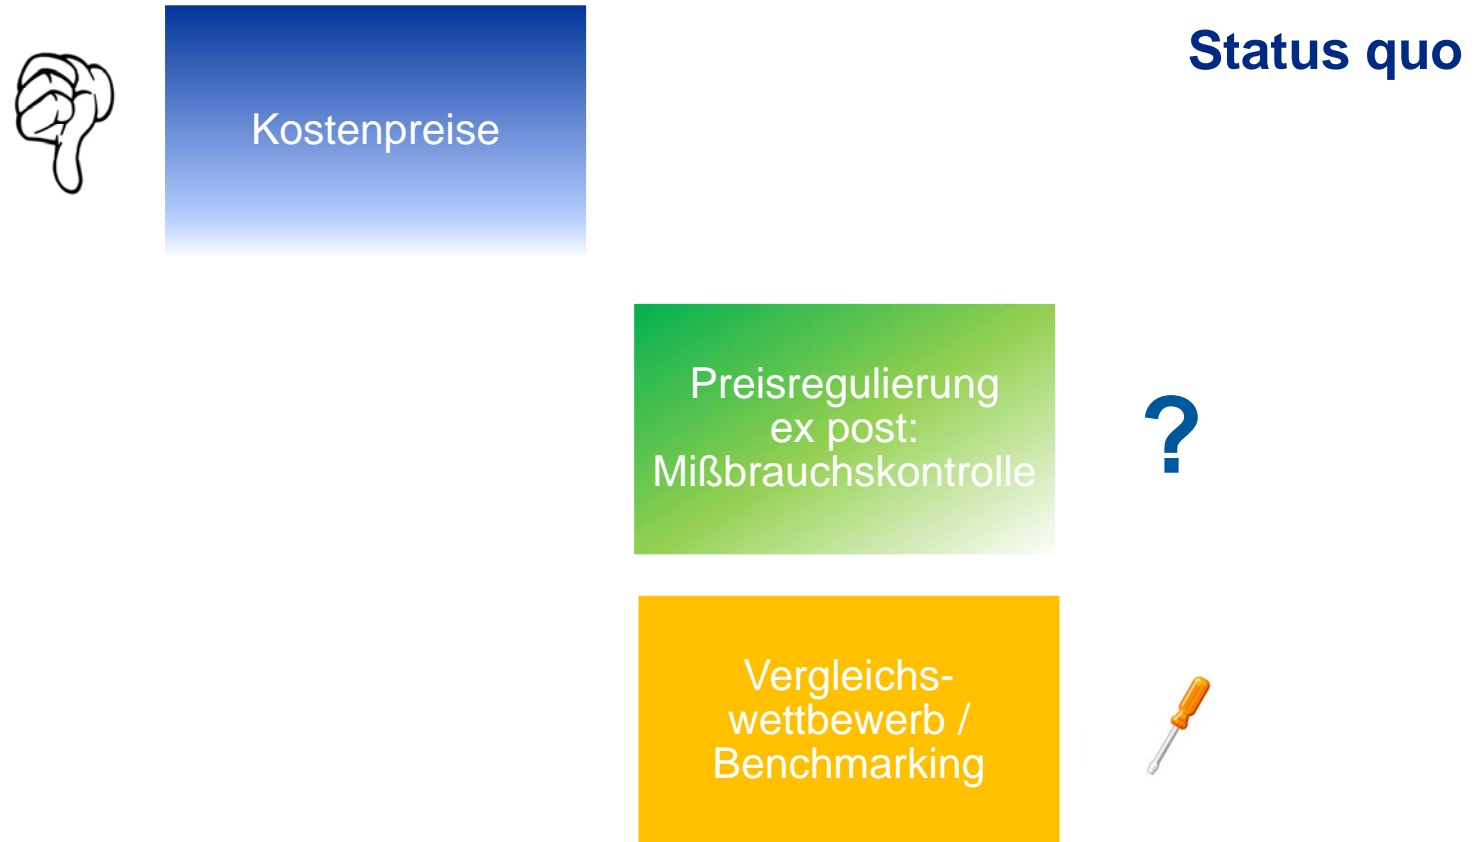 Status quo
Kostenpreise
Preisregulierung
ex post:
Mißbrauchskontrolle
?
Vergleichs-
wettbewerb /
Benchmarking